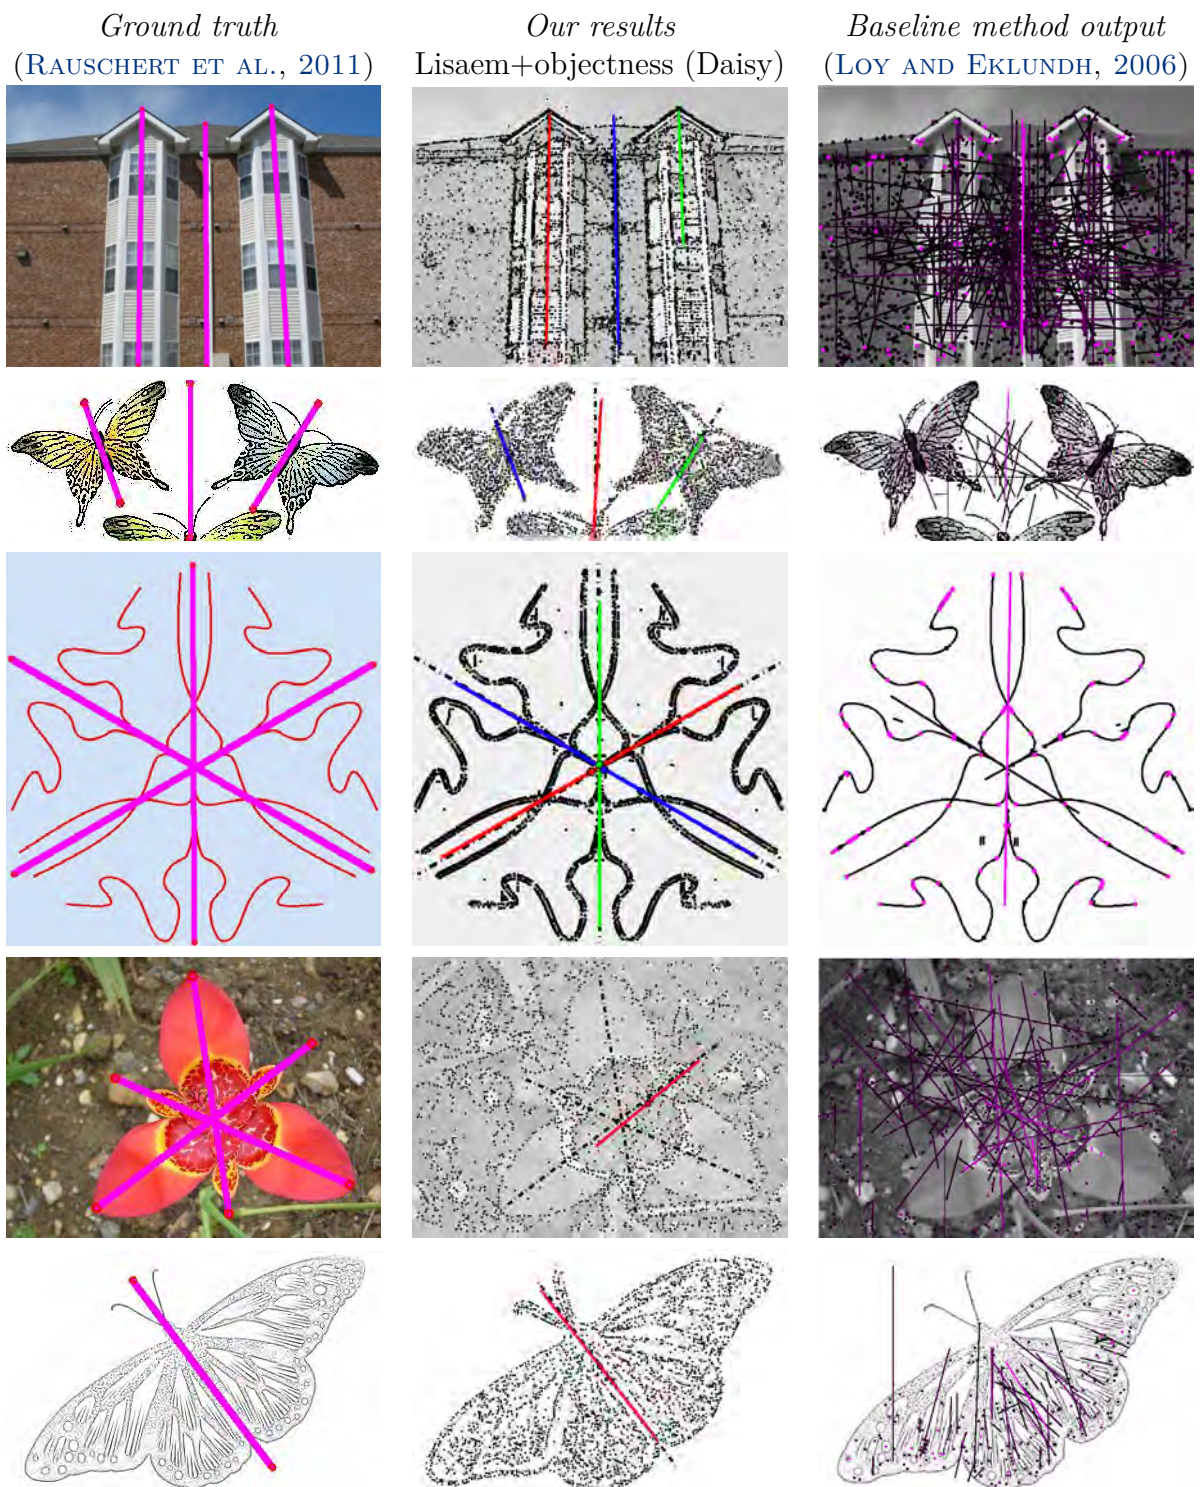 Ground truth
(RAUSCHERT ET AL., 2011)
Our results
Lisaem+objectness (Daisy)
Baseline method output
(LOY AND EKLUNDH, 2006)